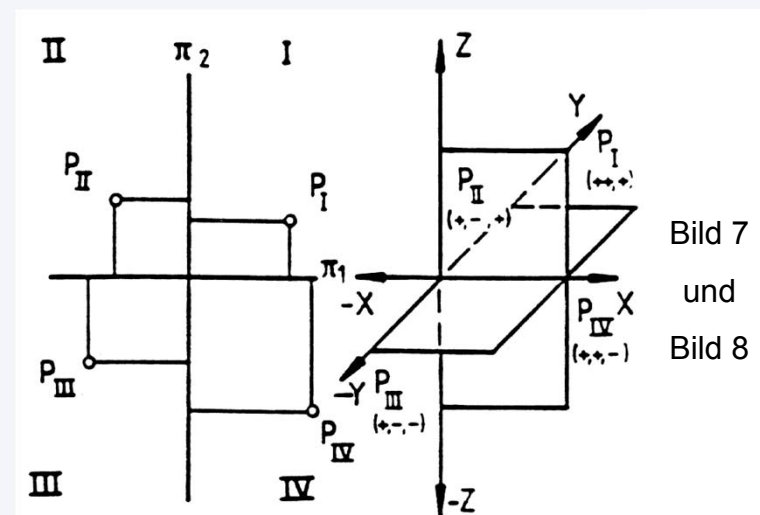 II
π2
I
PII
PI
π1
PIII
PIV
III
IV
Z
Y
PI
(+,+,+)
PII
(+,-,+)
-X
X
PIV
(+,+,-)
-Y
PIII
(+,-,-)
-Z
Bild 7
und
Bild 8